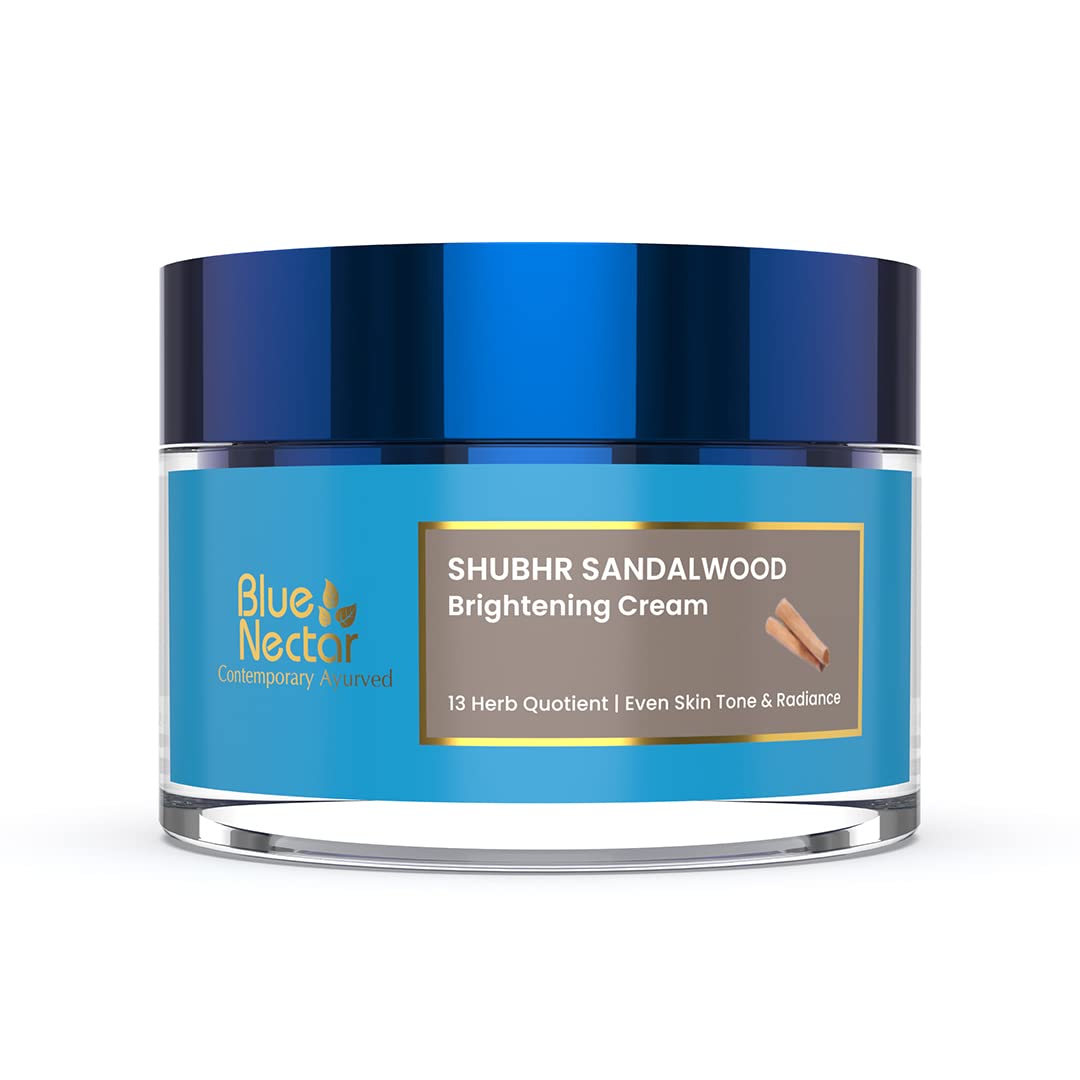 Blue
Nectar
Contemporary Ayurved
SHUBHR SANDALWOOD
Brightening Cream
13 Herb Quotient | Even Skin Tone & Radiance